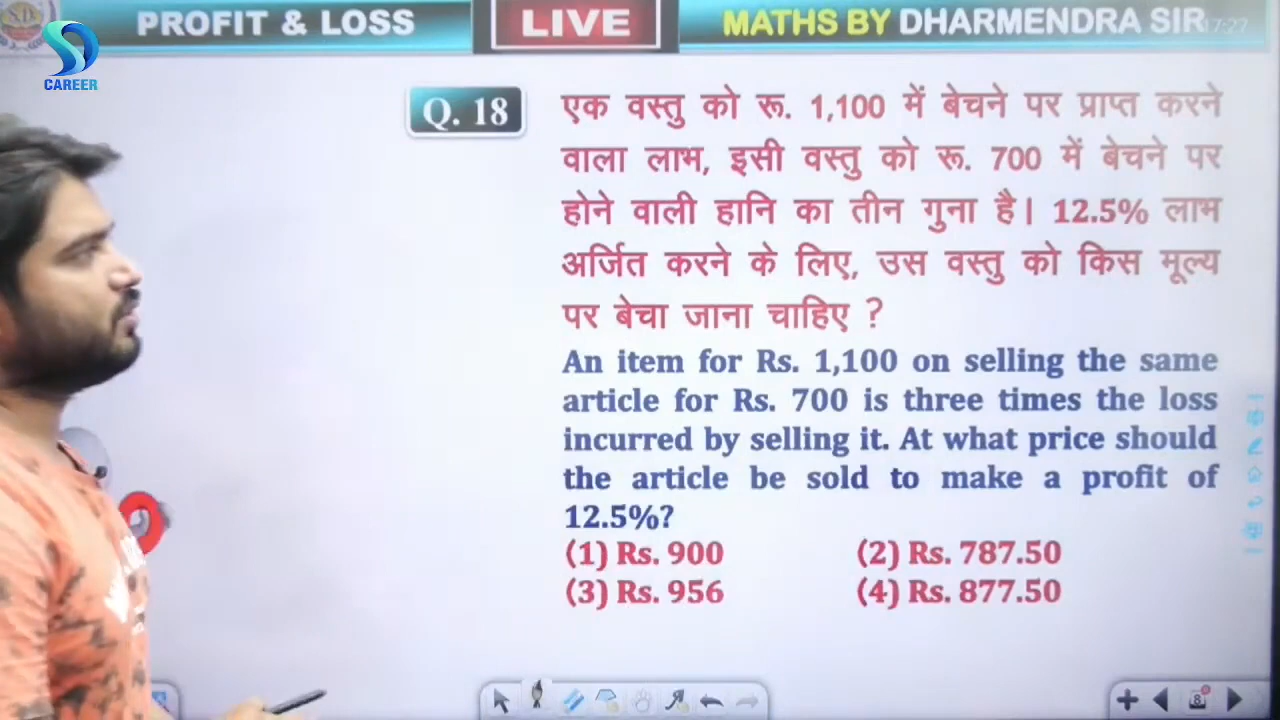 PROFIT & LOSS
LIVE
MATHS BY DHARMENDRA SIR
17:27
CAREER
Q. 18
एक वस्तु को रू. 1,100 में बेचने पर प्राप्त करने
वाला लाभ, इसी वस्तु को रू. 700 में बेचने पर
होने वाली हानि का तीन गुना है। 12.5% लाभ
अर्जित करने के लिए, उस वस्तु को किस मूल्य
पर बेचा जाना चाहिए ?
An item for Rs. 1,100 on selling the same
article for Rs. 700 is three times the loss
incurred by selling it. At what price should
the article be sold to make a profit of
12.5%?
(1) Rs. 900 (2) Rs. 787.50
(3) Rs. 956 (4) Rs. 877.50
8